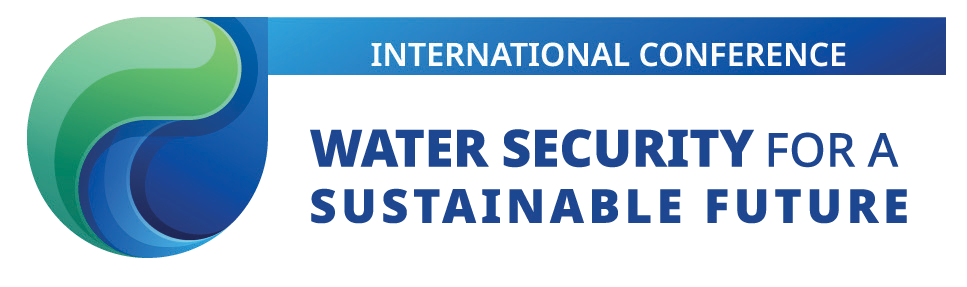 INTERNATIONAL CONFERENCE
WATER SECURITY FOR A
SUSTAINABLE FUTURE